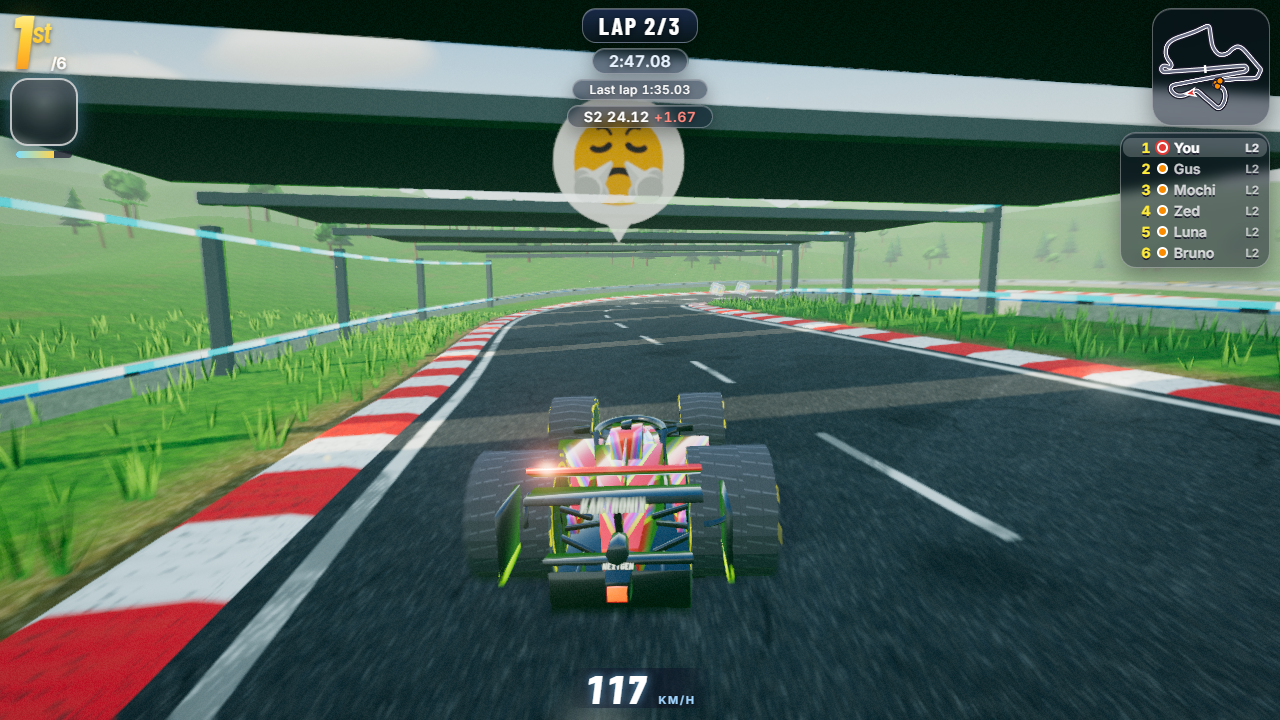 1st
/6
LAP 2/3
2:47.08
Last lap 1:35.03
S2 24.12 +1.67
1 You L2
2 Gus L2
3 Mochi L2
4 Zed L2
5 Luna L2
6 Bruno L2
KARTRONIX
NEXTGEN
117 KM/H